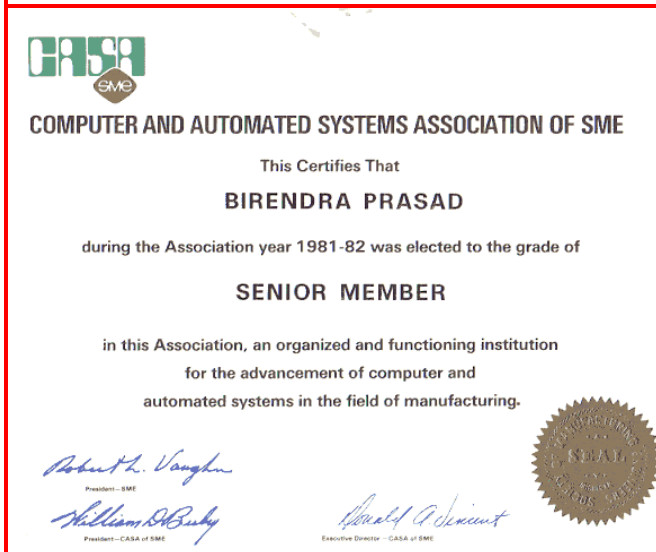 CASA
SME
COMPUTER AND AUTOMATED SYSTEMS ASSOCIATION OF SME
This Certifies That
BIRENDRA PRASAD
during the Association year 1981-82 was elected to the grade of
SENIOR MEMBER
in this Association, an organized and functioning institution
for the advancement of computer and
automated systems in the field of manufacturing.
Robert L. Vaughn
President—SME
President—CASA of SME
Donald A Vincent
Executive Director—CASA of SME
MANUFACTURING
SEAL